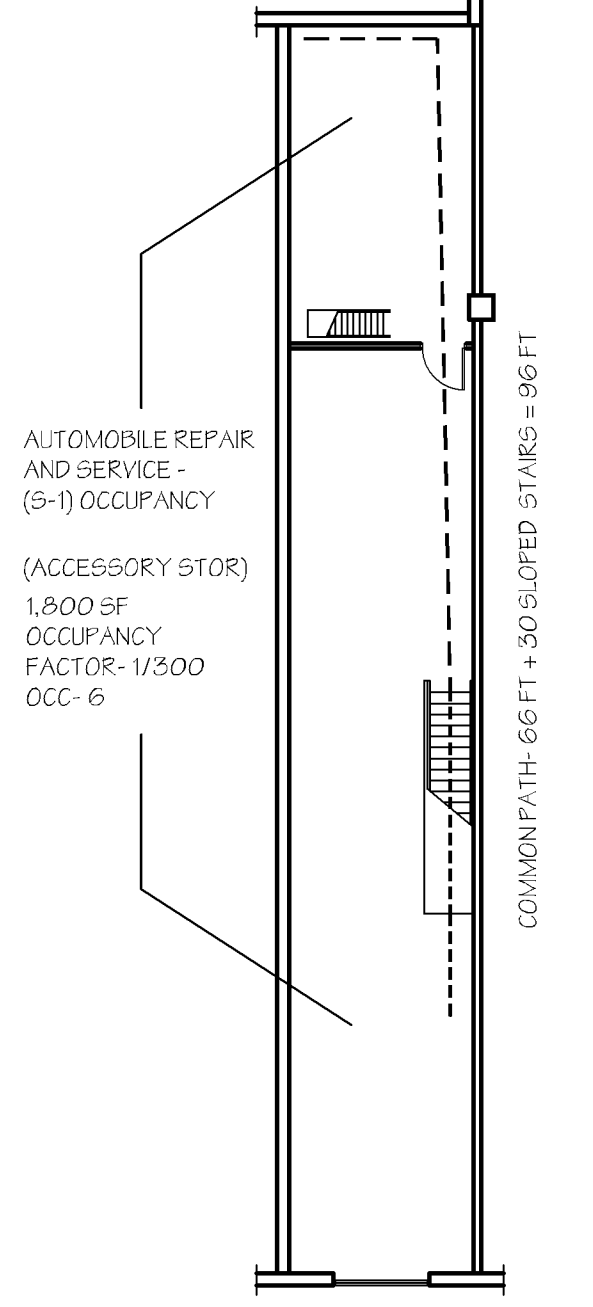 AUTOMOBILE REPAIR
AND SERVICE -
(S-1) OCCUPANCY
(ACCESSORY STOR)
1,800 SF
OCCUPANCY
FACTOR- 1/300
OCC- 6
COMMON PATH- 66 FT + 30 SLOPED STAIRS = 96 FT